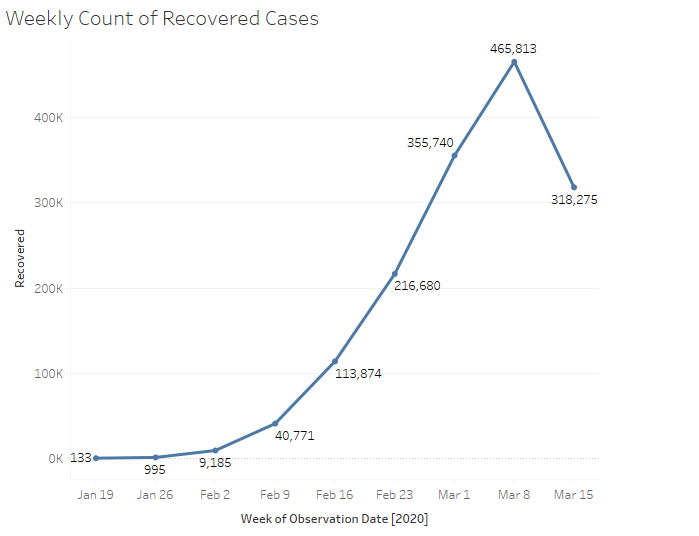 Weekly Count of Recovered Cases
465,813
400K
355,740
300K
318,275
Recovered
216,680
200K
100K
113,874
40,771
0K
133
995
9,185
Jan 19
Jan 26
Feb 2
Feb 9
Feb 16
Feb 23
Mar 1
Mar 8
Mar 15
Week of Observation Date [2020]